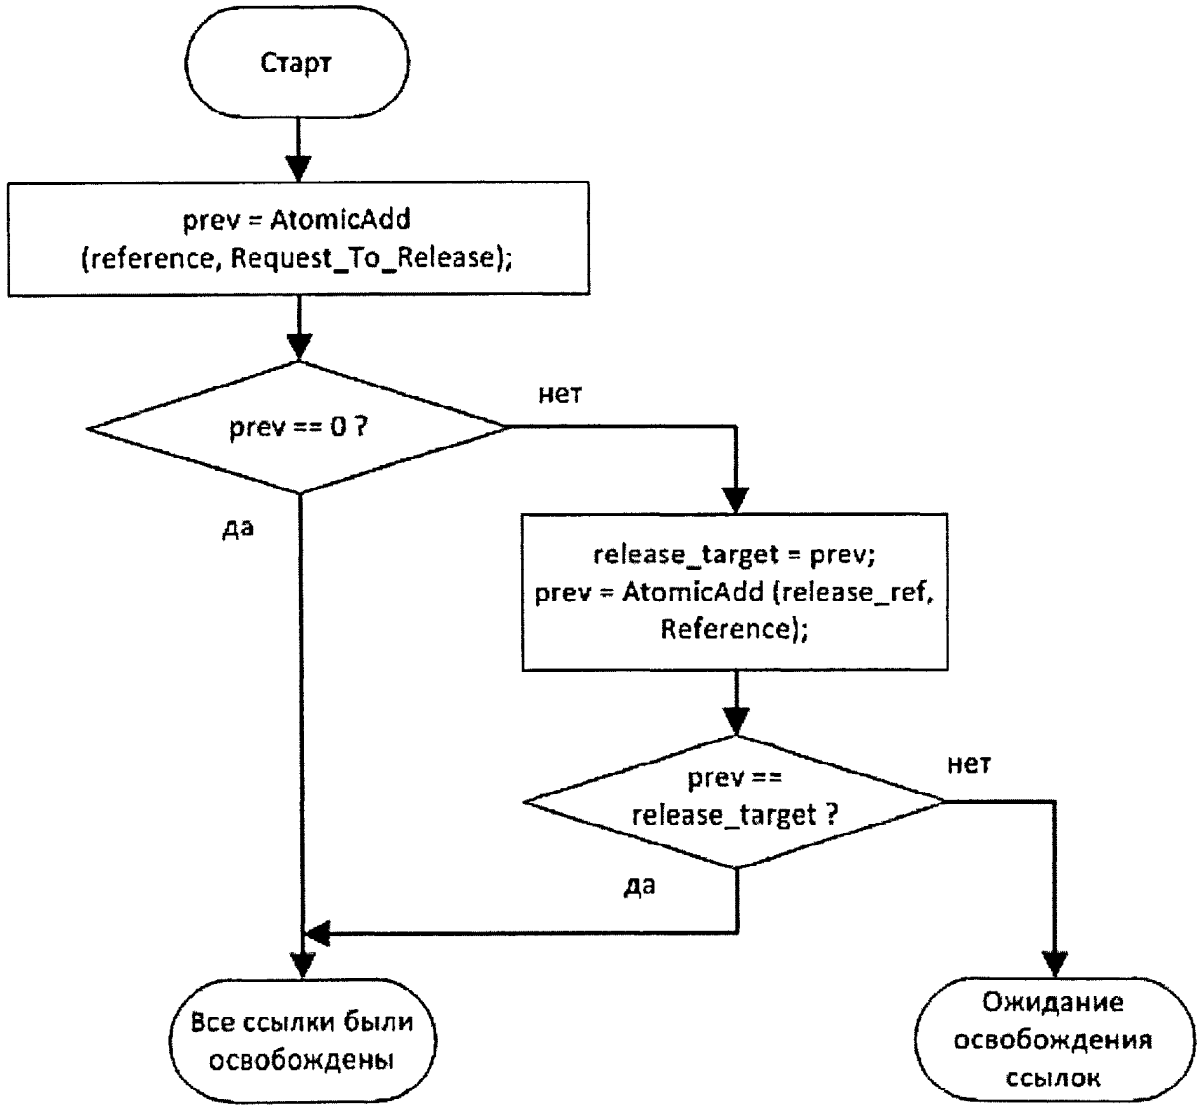 Старт
prev = AtomicAdd
(reference, Request_To_Release);
prev == 0 ?
нет
да
release_target = prev;
prev = AtomicAdd (release_ref,
Reference);
prev ==
release_target ?
нет
да
Все ссылки были
освобождены
Ожидание
освобождения
ссылок